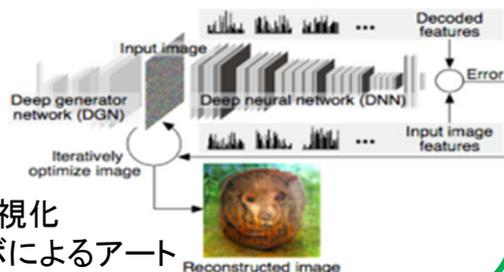 Decoded
features
Input image
Error
Deep generator
network (DGN)
Deep neural network (DNN)
Input image
features
Iteratively
optimize image
視化
によるアート
Reconstructed image